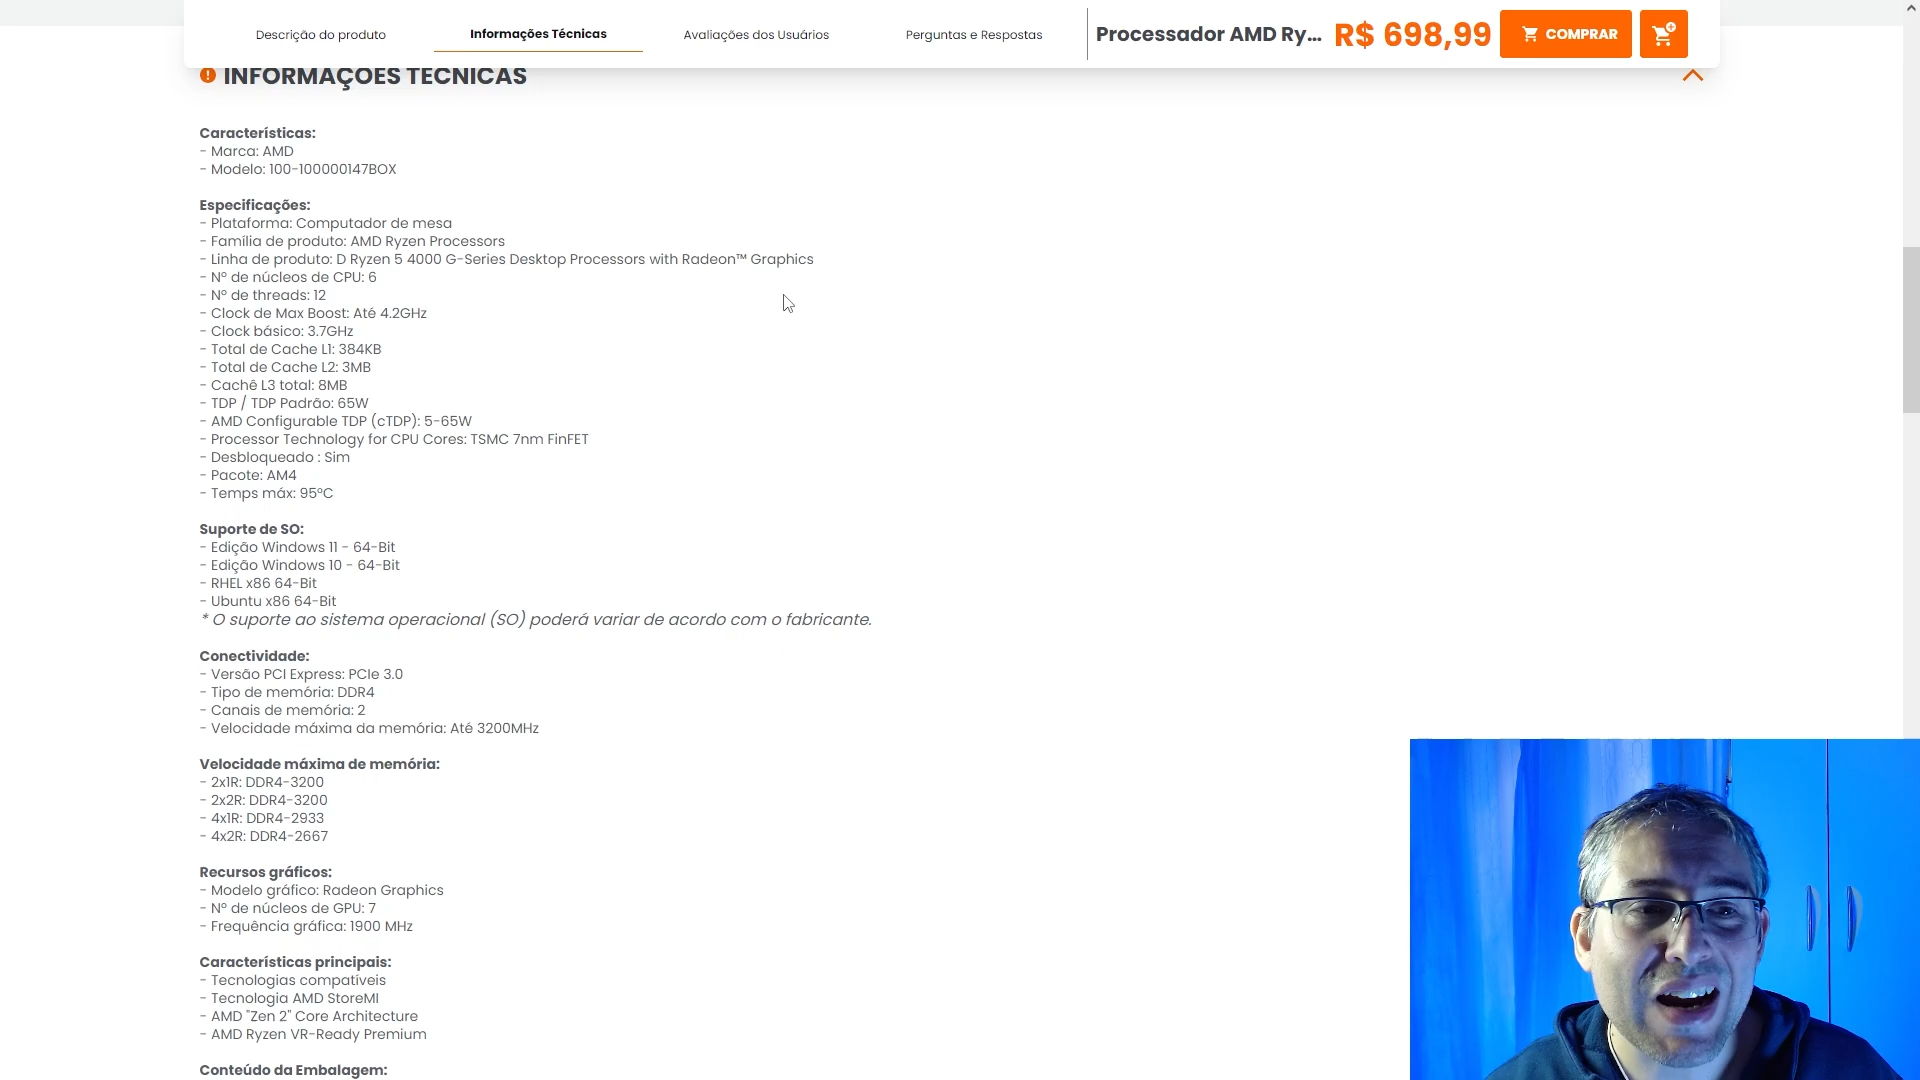 Descrição do produto
Informações Técnicas
Avaliações dos Usuários
Perguntas e Respostas
Processador AMD Ry...
R$ 698,99
COMPRAR
INFORMAÇÕES TÉCNICAS
Características:
- Marca: AMD
- Modelo: 100-100000147BOX
Especificações:
- Plataforma: Computador de mesa
- Família de produto: AMD Ryzen Processors
- Linha de produto: D Ryzen 5 4000 G-Series Desktop Processors with Radeon™ Graphics
- Nº de núcleos de CPU: 6
- Nº de threads: 12
- Clock de Max Boost: Até 4.2GHz
- Clock básico: 3.7GHz
- Total de Cache L1: 384KB
- Total de Cache L2: 3MB
- Cachê L3 total: 8MB
- TDP / TDP Padrão: 65W
- AMD Configurable TDP (cTDP): 5-65W
- Processor Technology for CPU Cores: TSMC 7nm FinFET
- Desbloqueado : Sim
- Pacote: AM4
- Temps máx: 95°C
Suporte de SO:
- Edição Windows 11 - 64-Bit
- Edição Windows 10 - 64-Bit
- RHEL x86 64-Bit
- Ubuntu x86 64-Bit
* O suporte ao sistema operacional (SO) poderá variar de acordo com o fabricante.
Conectividade:
- Versão PCI Express: PCIe 3.0
- Tipo de memória: DDR4
- Canais de memória: 2
- Velocidade máxima da memória: Até 3200MHz
Velocidade máxima de memória:
- 2x1R: DDR4-3200
- 2x2R: DDR4-3200
- 4x1R: DDR4-2933
- 4x2R: DDR4-2667
Recursos gráficos:
- Modelo gráfico: Radeon Graphics
- Nº de núcleos de GPU: 7
- Frequência gráfica: 1900 MHz
Características principais:
- Tecnologias compatíveis
- Tecnologia AMD StoreMI
- AMD "Zen 2" Core Architecture
- AMD Ryzen VR-Ready Premium
Conteúdo da Embalagem: